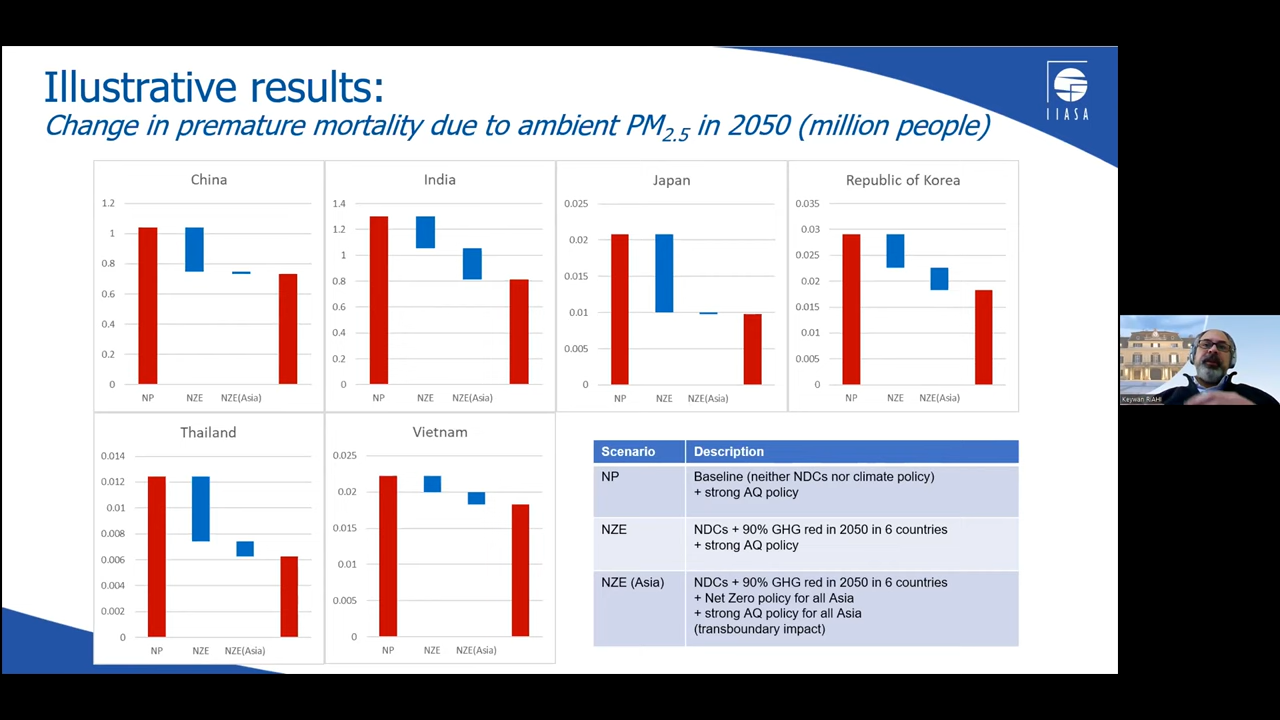 Illustrative results:
Change in premature mortality due to ambient PM2.5 in 2050 (million people)
IIASA
China
1.2
1
0.8
0.6
0.4
0.2
0
NP NZE NZE(Asia)
India
1.4
1.2
1
0.8
0.6
0.4
0.2
0
NP NZE NZE(Asia)
Japan
0.025
0.02
0.015
0.01
0.005
0
NP NZE NZE(Asia)
Republic of Korea
0.035
0.03
0.025
0.02
0.015
0.01
0.005
0
NP NZE NZE(Asia)
Thailand
0.014
0.012
0.01
0.008
0.006
0.004
0.002
0
NP NZE NZE(Asia)
Vietnam
0.025
0.02
0.015
0.01
0.005
0
NP NZE NZE(Asia)
Scenario Description
NP Baseline (neither NDCs nor climate policy)
+ strong AQ policy
NZE NDCs + 90% GHG red in 2050 in 6 countries
+ strong AQ policy
NZE (Asia) NDCs + 90% GHG red in 2050 in 6 countries
+ Net Zero policy for all Asia
+ strong AQ policy for all Asia
(transboundary impact)
Keywan RIAHI